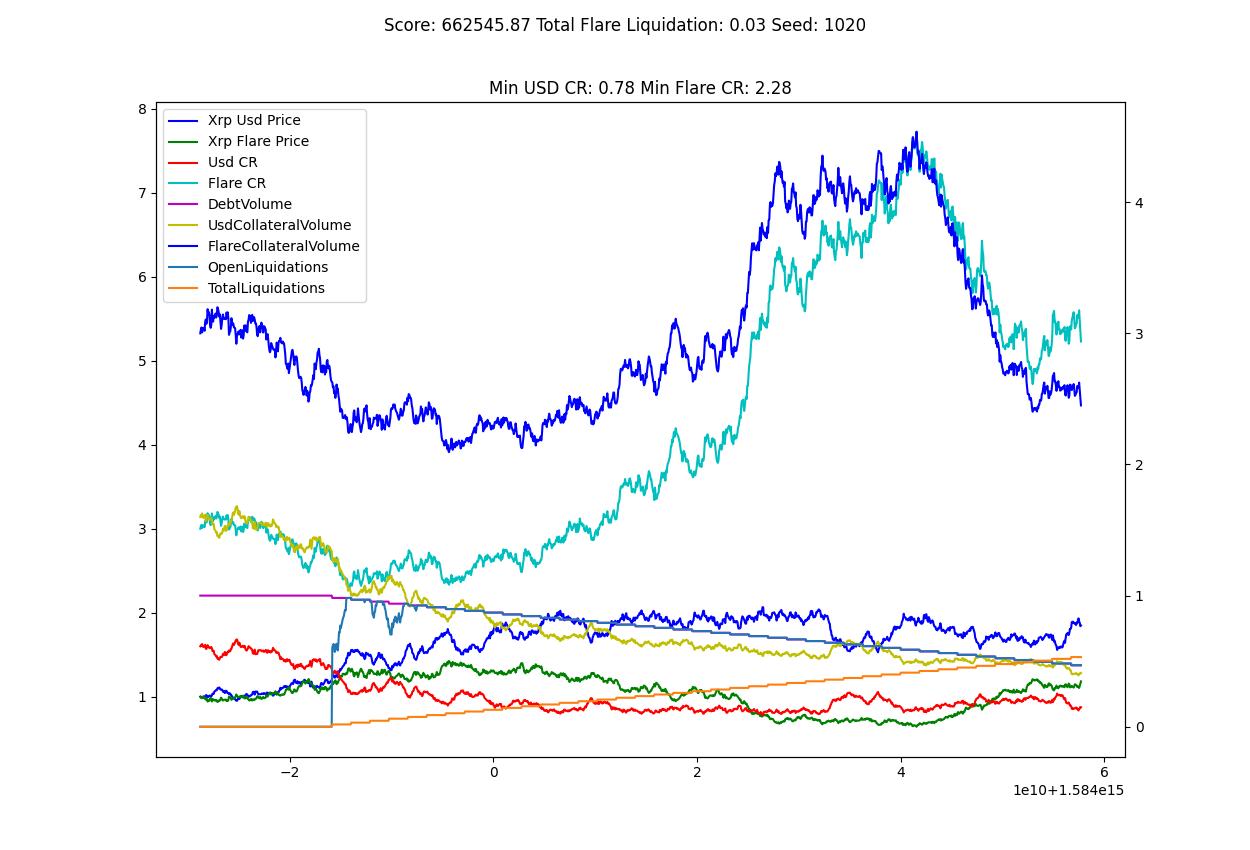 Score: 662545.87 Total Flare Liquidation: 0.03 Seed: 1020
Min USD CR: 0.78 Min Flare CR: 2.28
Xrp Usd Price
Xrp Flare Price
Usd CR
Flare CR
DebtVolume
UsdCollateralVolume
FlareCollateralVolume
OpenLiquidations
TotalLiquidations
8
7
6
5
4
3
2
1
4
3
2
1
0
−2
0
2
4
6
1e10+1.584e15